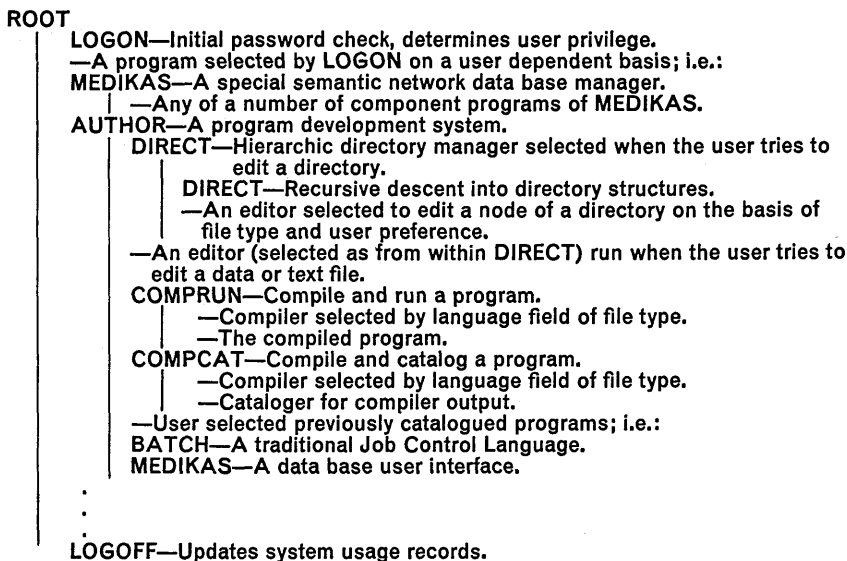 ROOT
LOGON—Initial password check, determines user privilege.
—A program selected by LOGON on a user dependent basis; i.e.:
MEDIKAS—A special semantic network data base manager.
—Any of a number of component programs of MEDIKAS.
AUTHOR—A program development system.
DIRECT—Hierarchic directory manager selected when the user tries to
edit a directory.
DIRECT—Recursive descent into directory structures.
—An editor selected to edit a node of a directory on the basis of
file type and user preference.
—An editor (selected as from within DIRECT) run when the user tries to
edit a data or text file.
COMPRUN—Compile and run a program.
—Compiler selected by language field of file type.
—The compiled program.
COMPCAT—Compile and catalog a program.
—Compiler selected by language field of file type.
—Cataloger for compiler output.
—User selected previously catalogued programs; i.e.:
BATCH—A traditional Job Control Language.
MEDIKAS—A data base user interface.
.
.
.
LOGOFF—Updates system usage records.